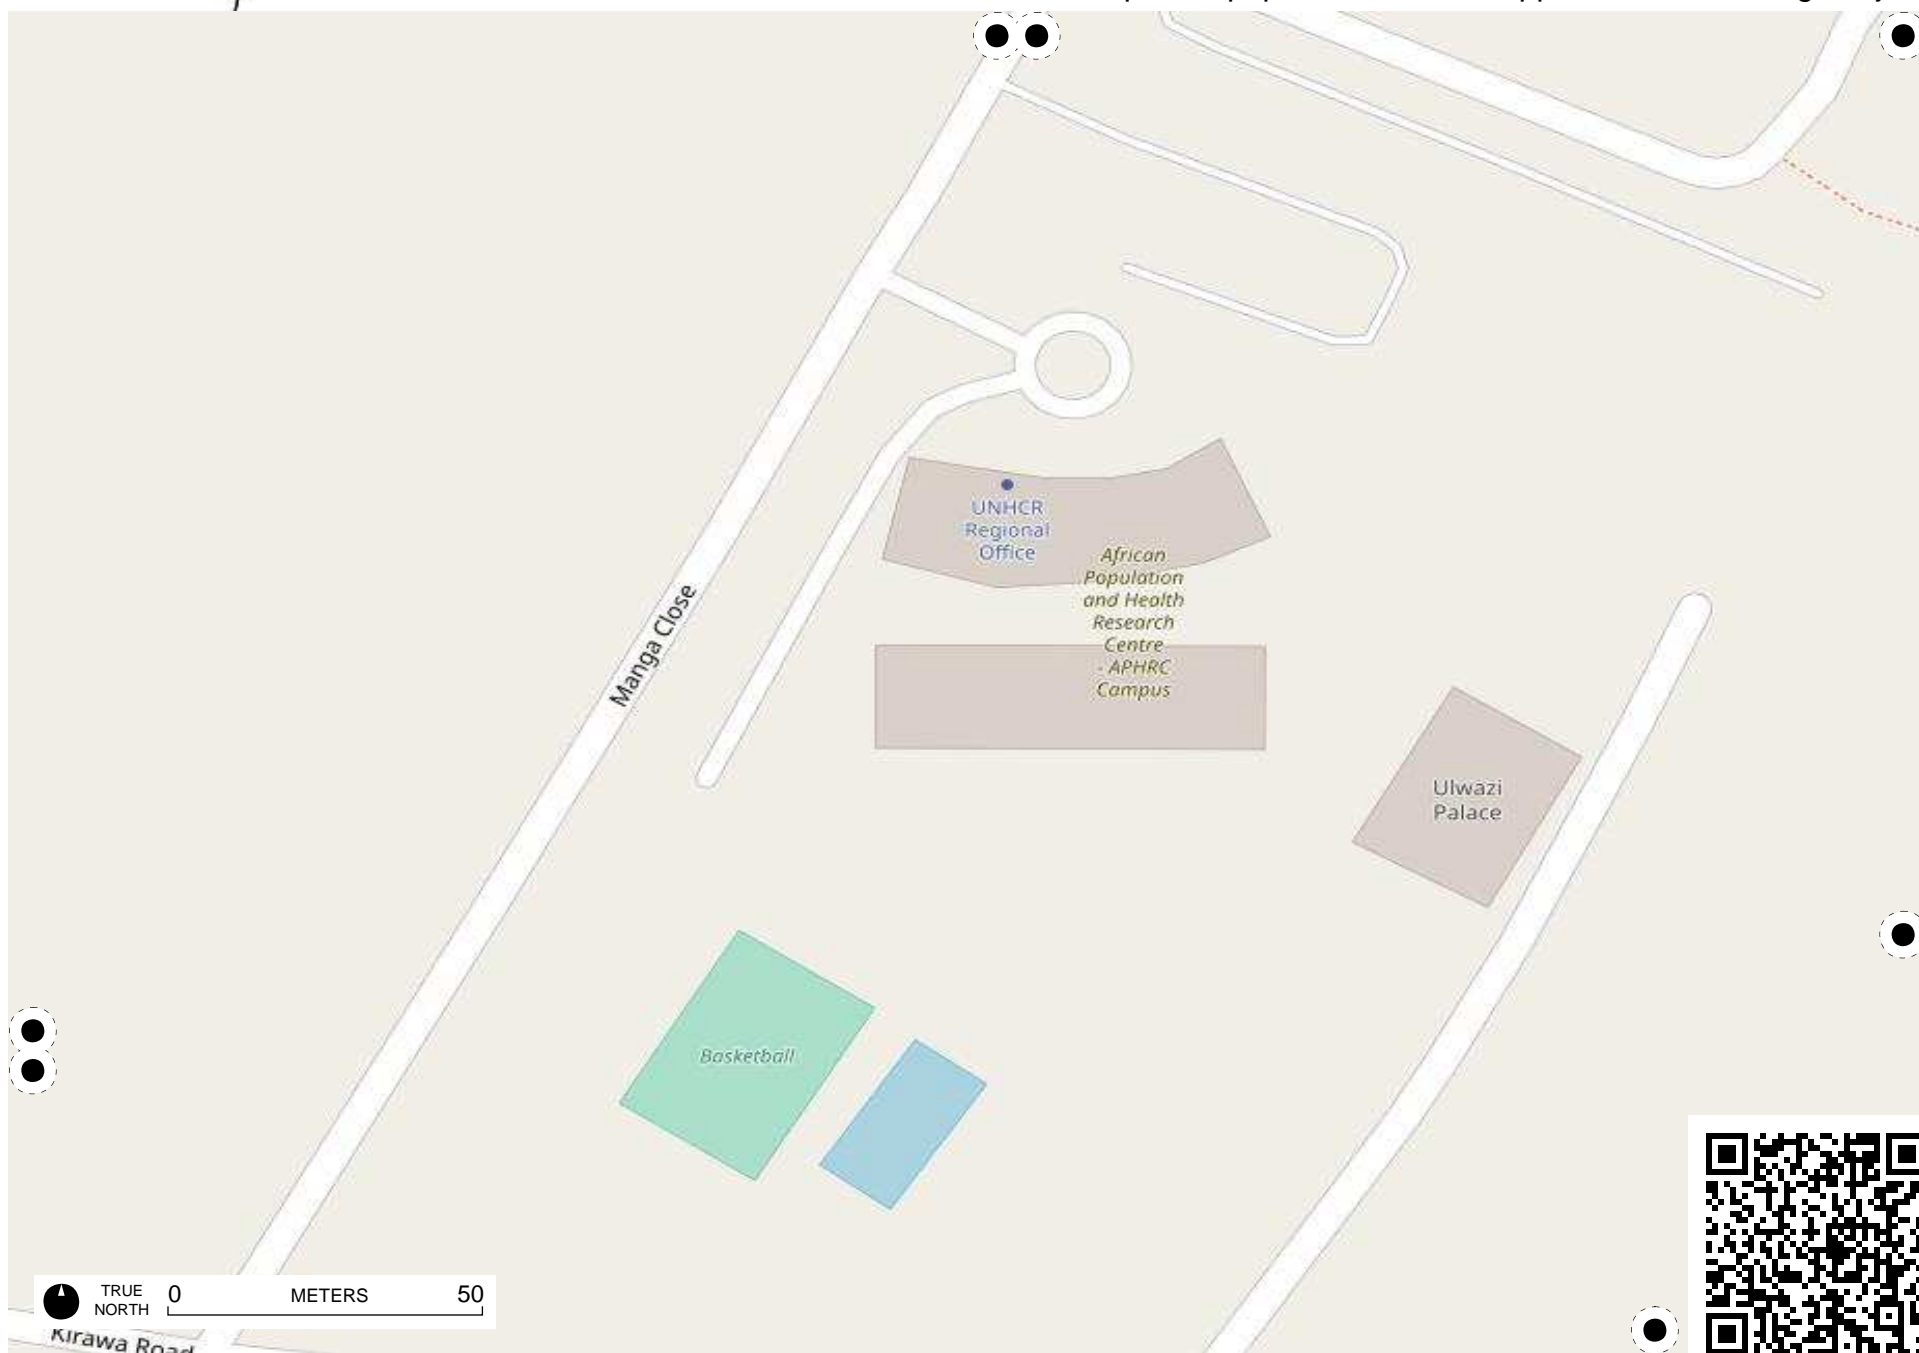 UNHCR
Regional
Office
African
Population
and Health
Research
Centre
- APHRC
Campus
Manga Close
Ulwazi
Palace
Basketball
TRUE
NORTH
0 METERS 50
Kirawa Road